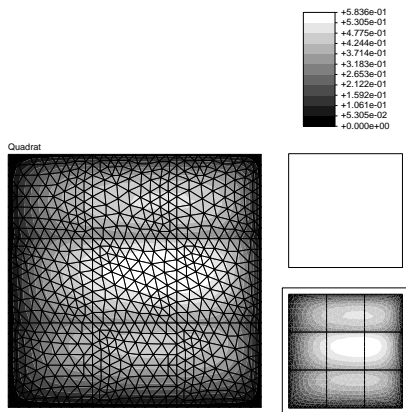 +5.836e-01
+5.305e-01
+4.775e-01
+4.244e-01
+3.714e-01
+3.183e-01
+2.653e-01
+2.122e-01
+1.592e-01
+1.061e-01
+5.305e-02
+0.000e+00
Quadrat